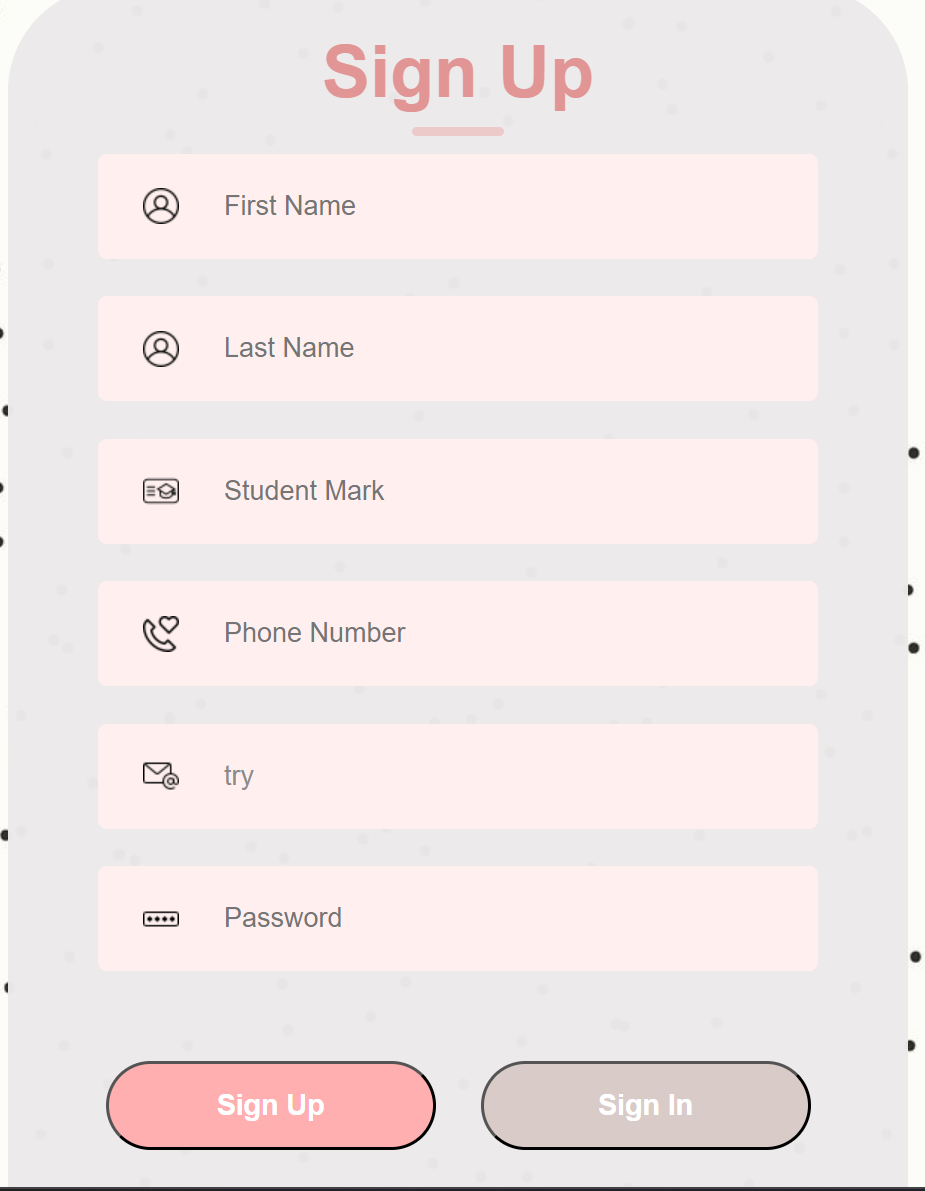 Sign Up
First Name
Last Name
Student Mark
Phone Number
try
Password
Sign Up
Sign In